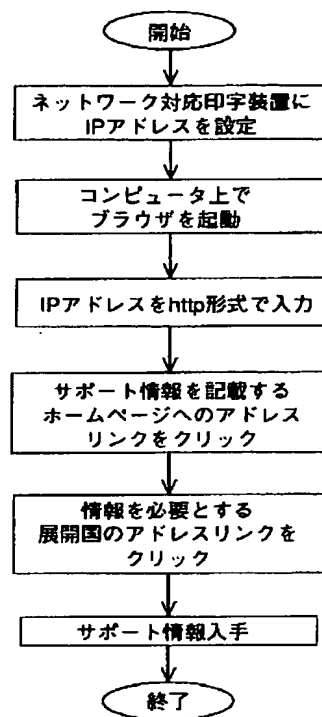 開始
ネットワーク対応印字装置に
IPアドレスを設定
コンピュータ上で
ブラウザを起動
IPアドレスをhttp形式で入力
サポート情報を記載する
ホームページへのアドレス
リンクをクリック
情報を必要とする
展開国のアドレスリンクを
クリック
サポート情報入手
終了